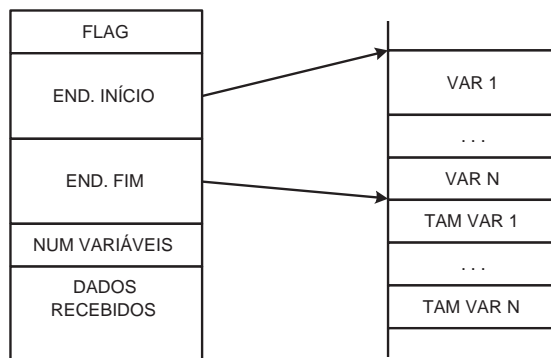 FLAG
END. INÍCIO
END. FIM
NUM VARIÁVEIS
DADOS
RECEBIDOS
VAR 1
. . .
VAR N
TAM VAR 1
. . .
TAM VAR N